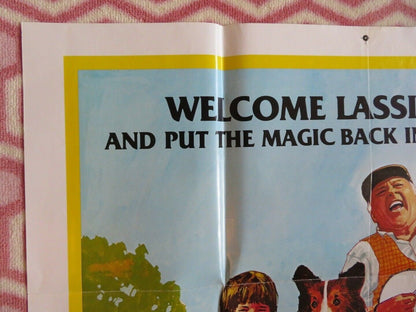 WELCOME LASSI
AND PUT THE MAGIC BACK IN